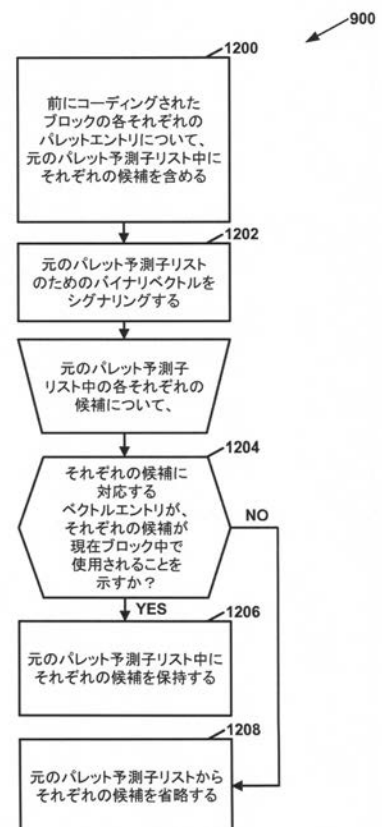 900
1200
前にコーディングされた
ブロックの各それぞれの
パレットエントリについて、
元のパレット予測子リスト中に
それぞれの候補を含める
1202
元のパレット予測子リスト
のためのバイナリベクトルを
シグナリングする
元のパレット予測子
リスト中の各それぞれの
候補について、
1204
それぞれの候補に
対応する
ベクトルエントリが、
それぞれの候補が
現在ブロック中で
使用されることを
示すか?
NO
YES
1206
元のパレット予測子リスト中に
それぞれの候補を保持する
1208
元のパレット予測子リストから
それぞれの候補を省略する